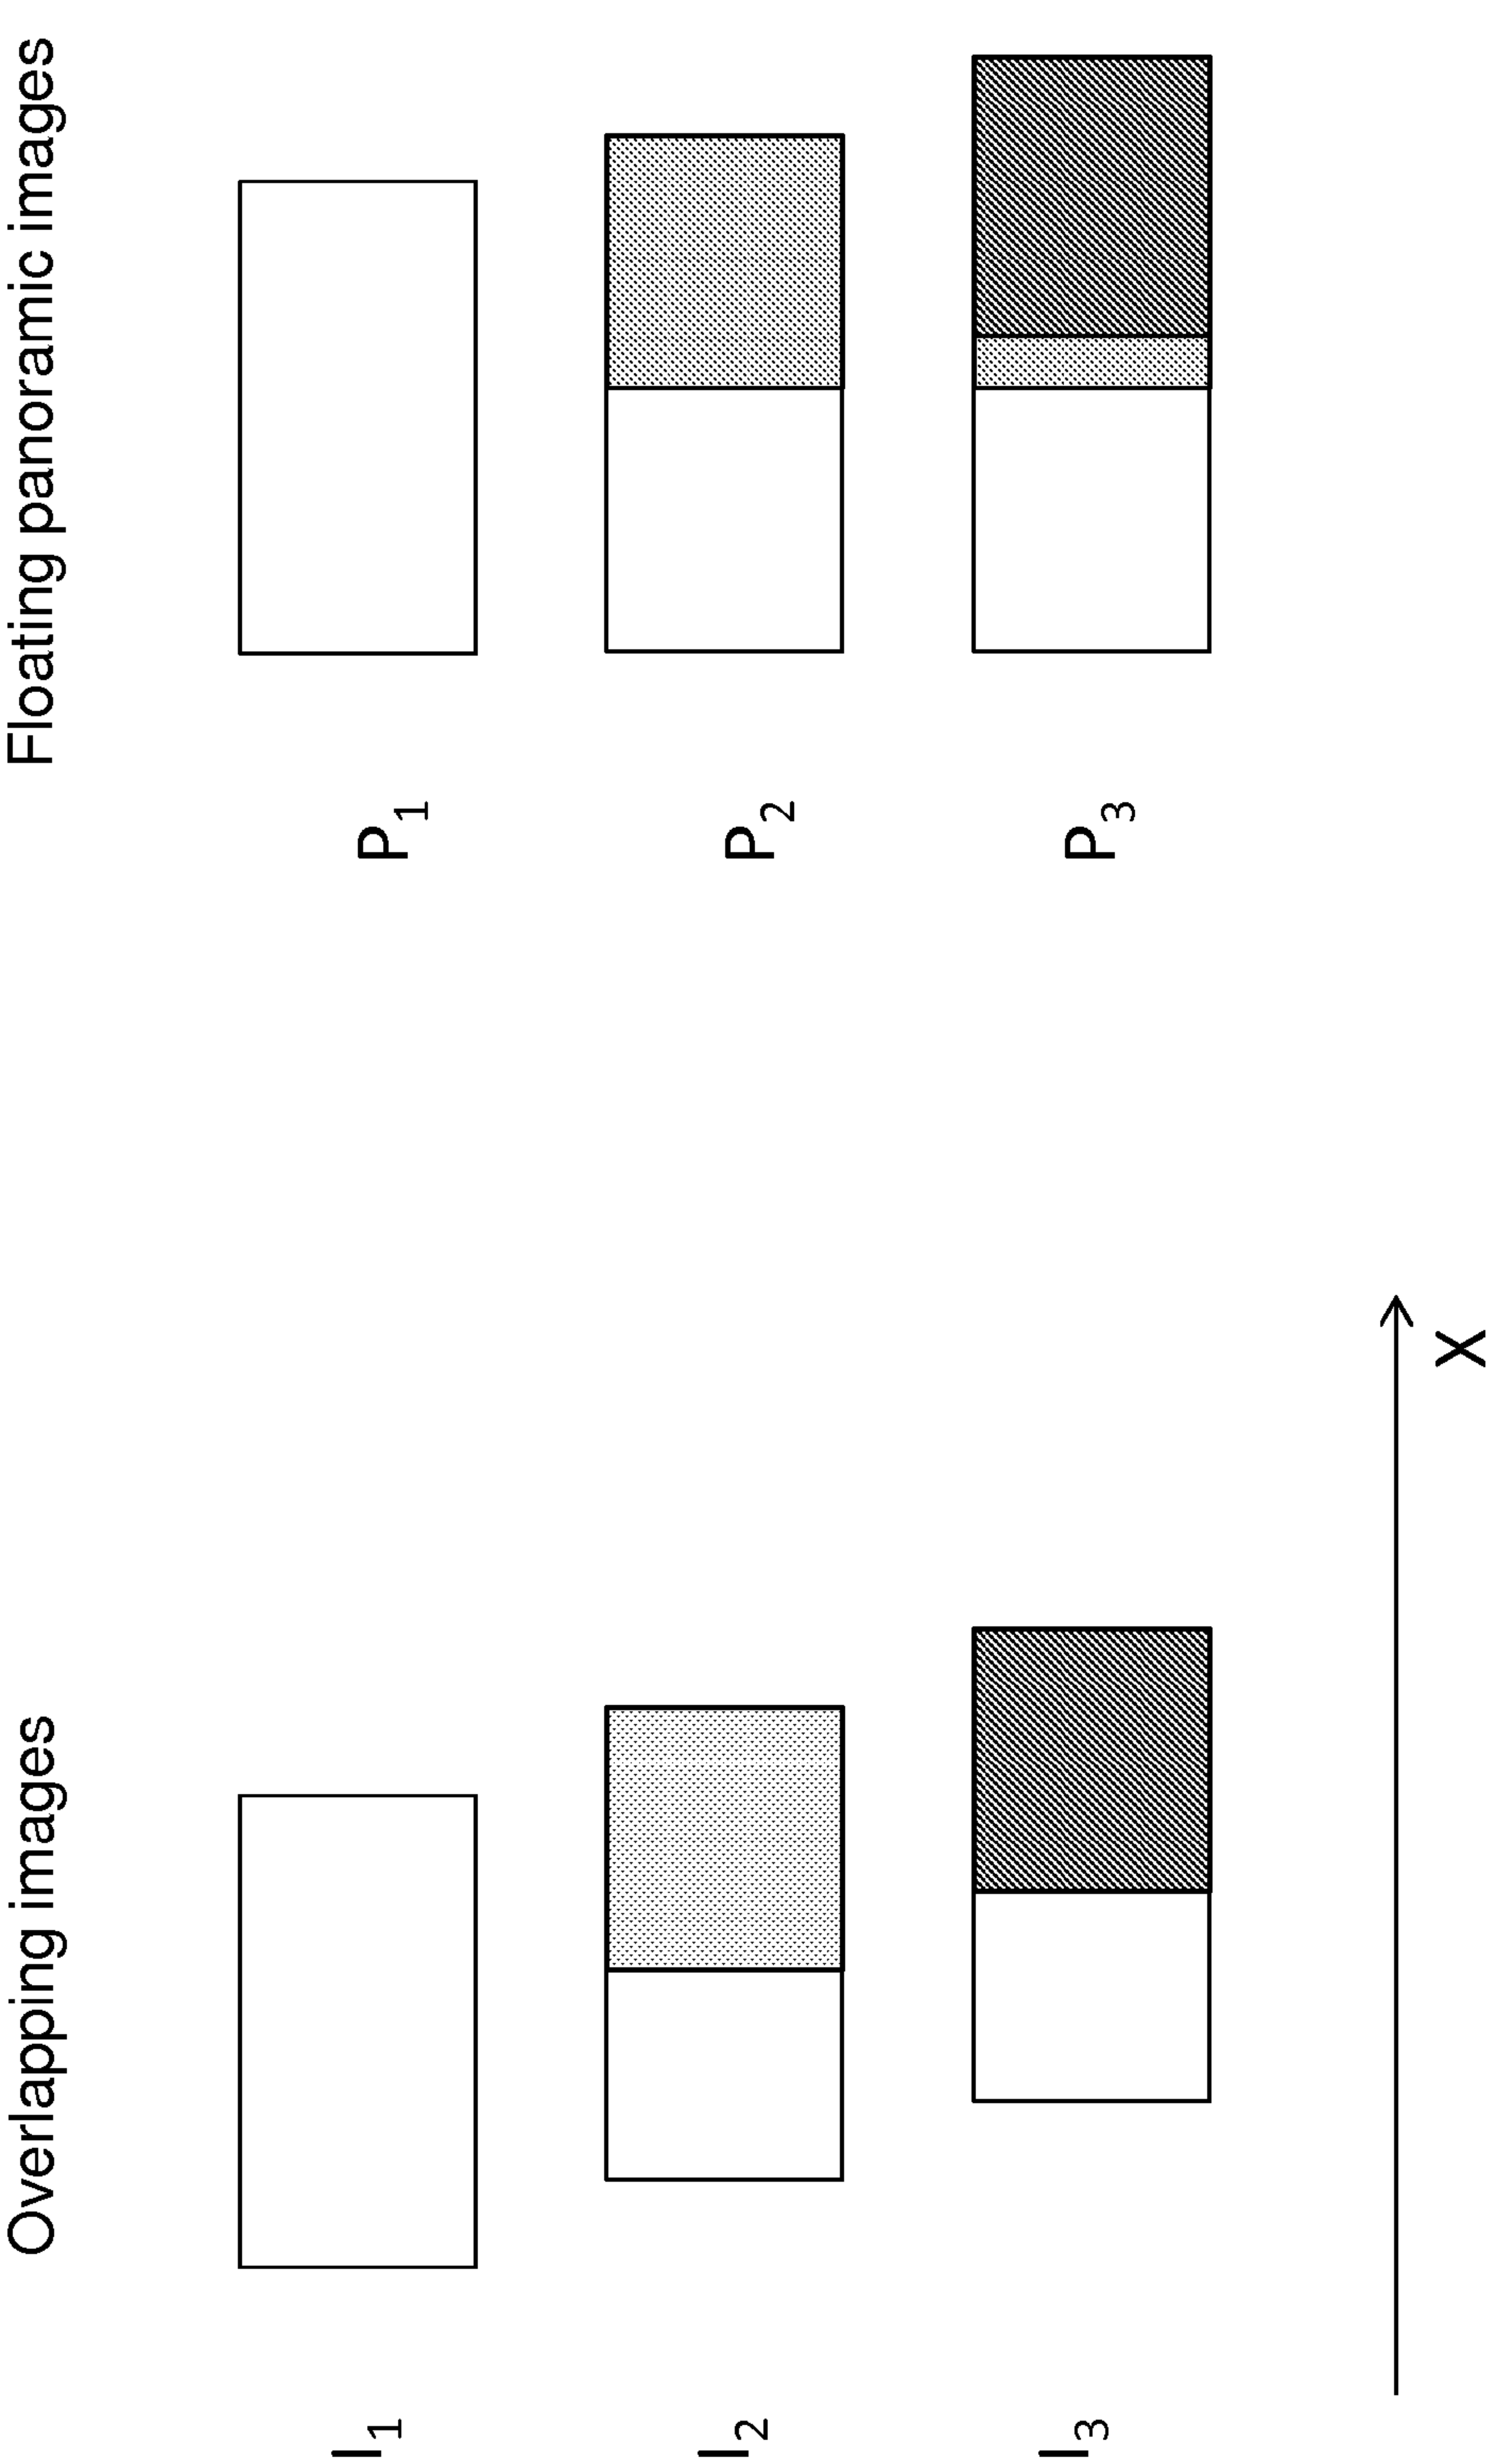 Overlapping images
Floating panoramic images
I1
P1
I2
P2
I3
P3
X